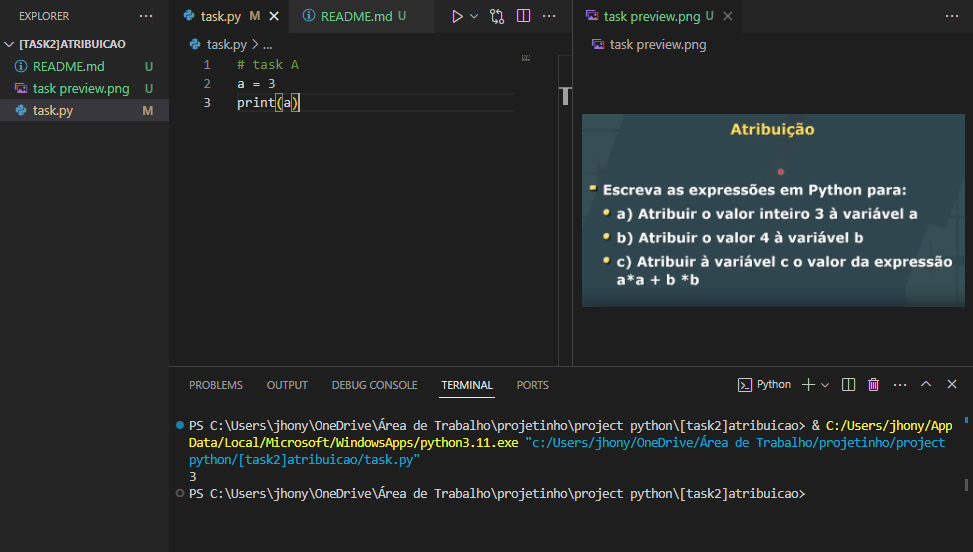 EXPLORER ···
[TASK2]ATRIBUICAO
README.md U
task preview.png U
task.py M
task.py M
README.md U
task.py > ...
1 # task A
2 a = 3
3 print(a)
task preview.png U
task preview.png
Atribuição
Escreva as expressões em Python para:
a) Atribuir o valor inteiro 3 à variável a
b) Atribuir o valor 4 à variável b
c) Atribuir à variável c o valor da expressão
a*a + b *b
PROBLEMS OUTPUT DEBUG CONSOLE TERMINAL PORTS Python
PS C:\Users\jhony\OneDrive\Área de Trabalho\projetinho\project python\[task2]atribuicao> & C:/Users/jhony/App
Data/Local/Microsoft/WindowsApps/python3.11.exe "c:/Users/jhony/OneDrive/Área de Trabalho/projetinho/project
python/[task2]atribuicao/task.py"
3
PS C:\Users\jhony\OneDrive\Área de Trabalho\projetinho\project python\[task2]atribuicao>